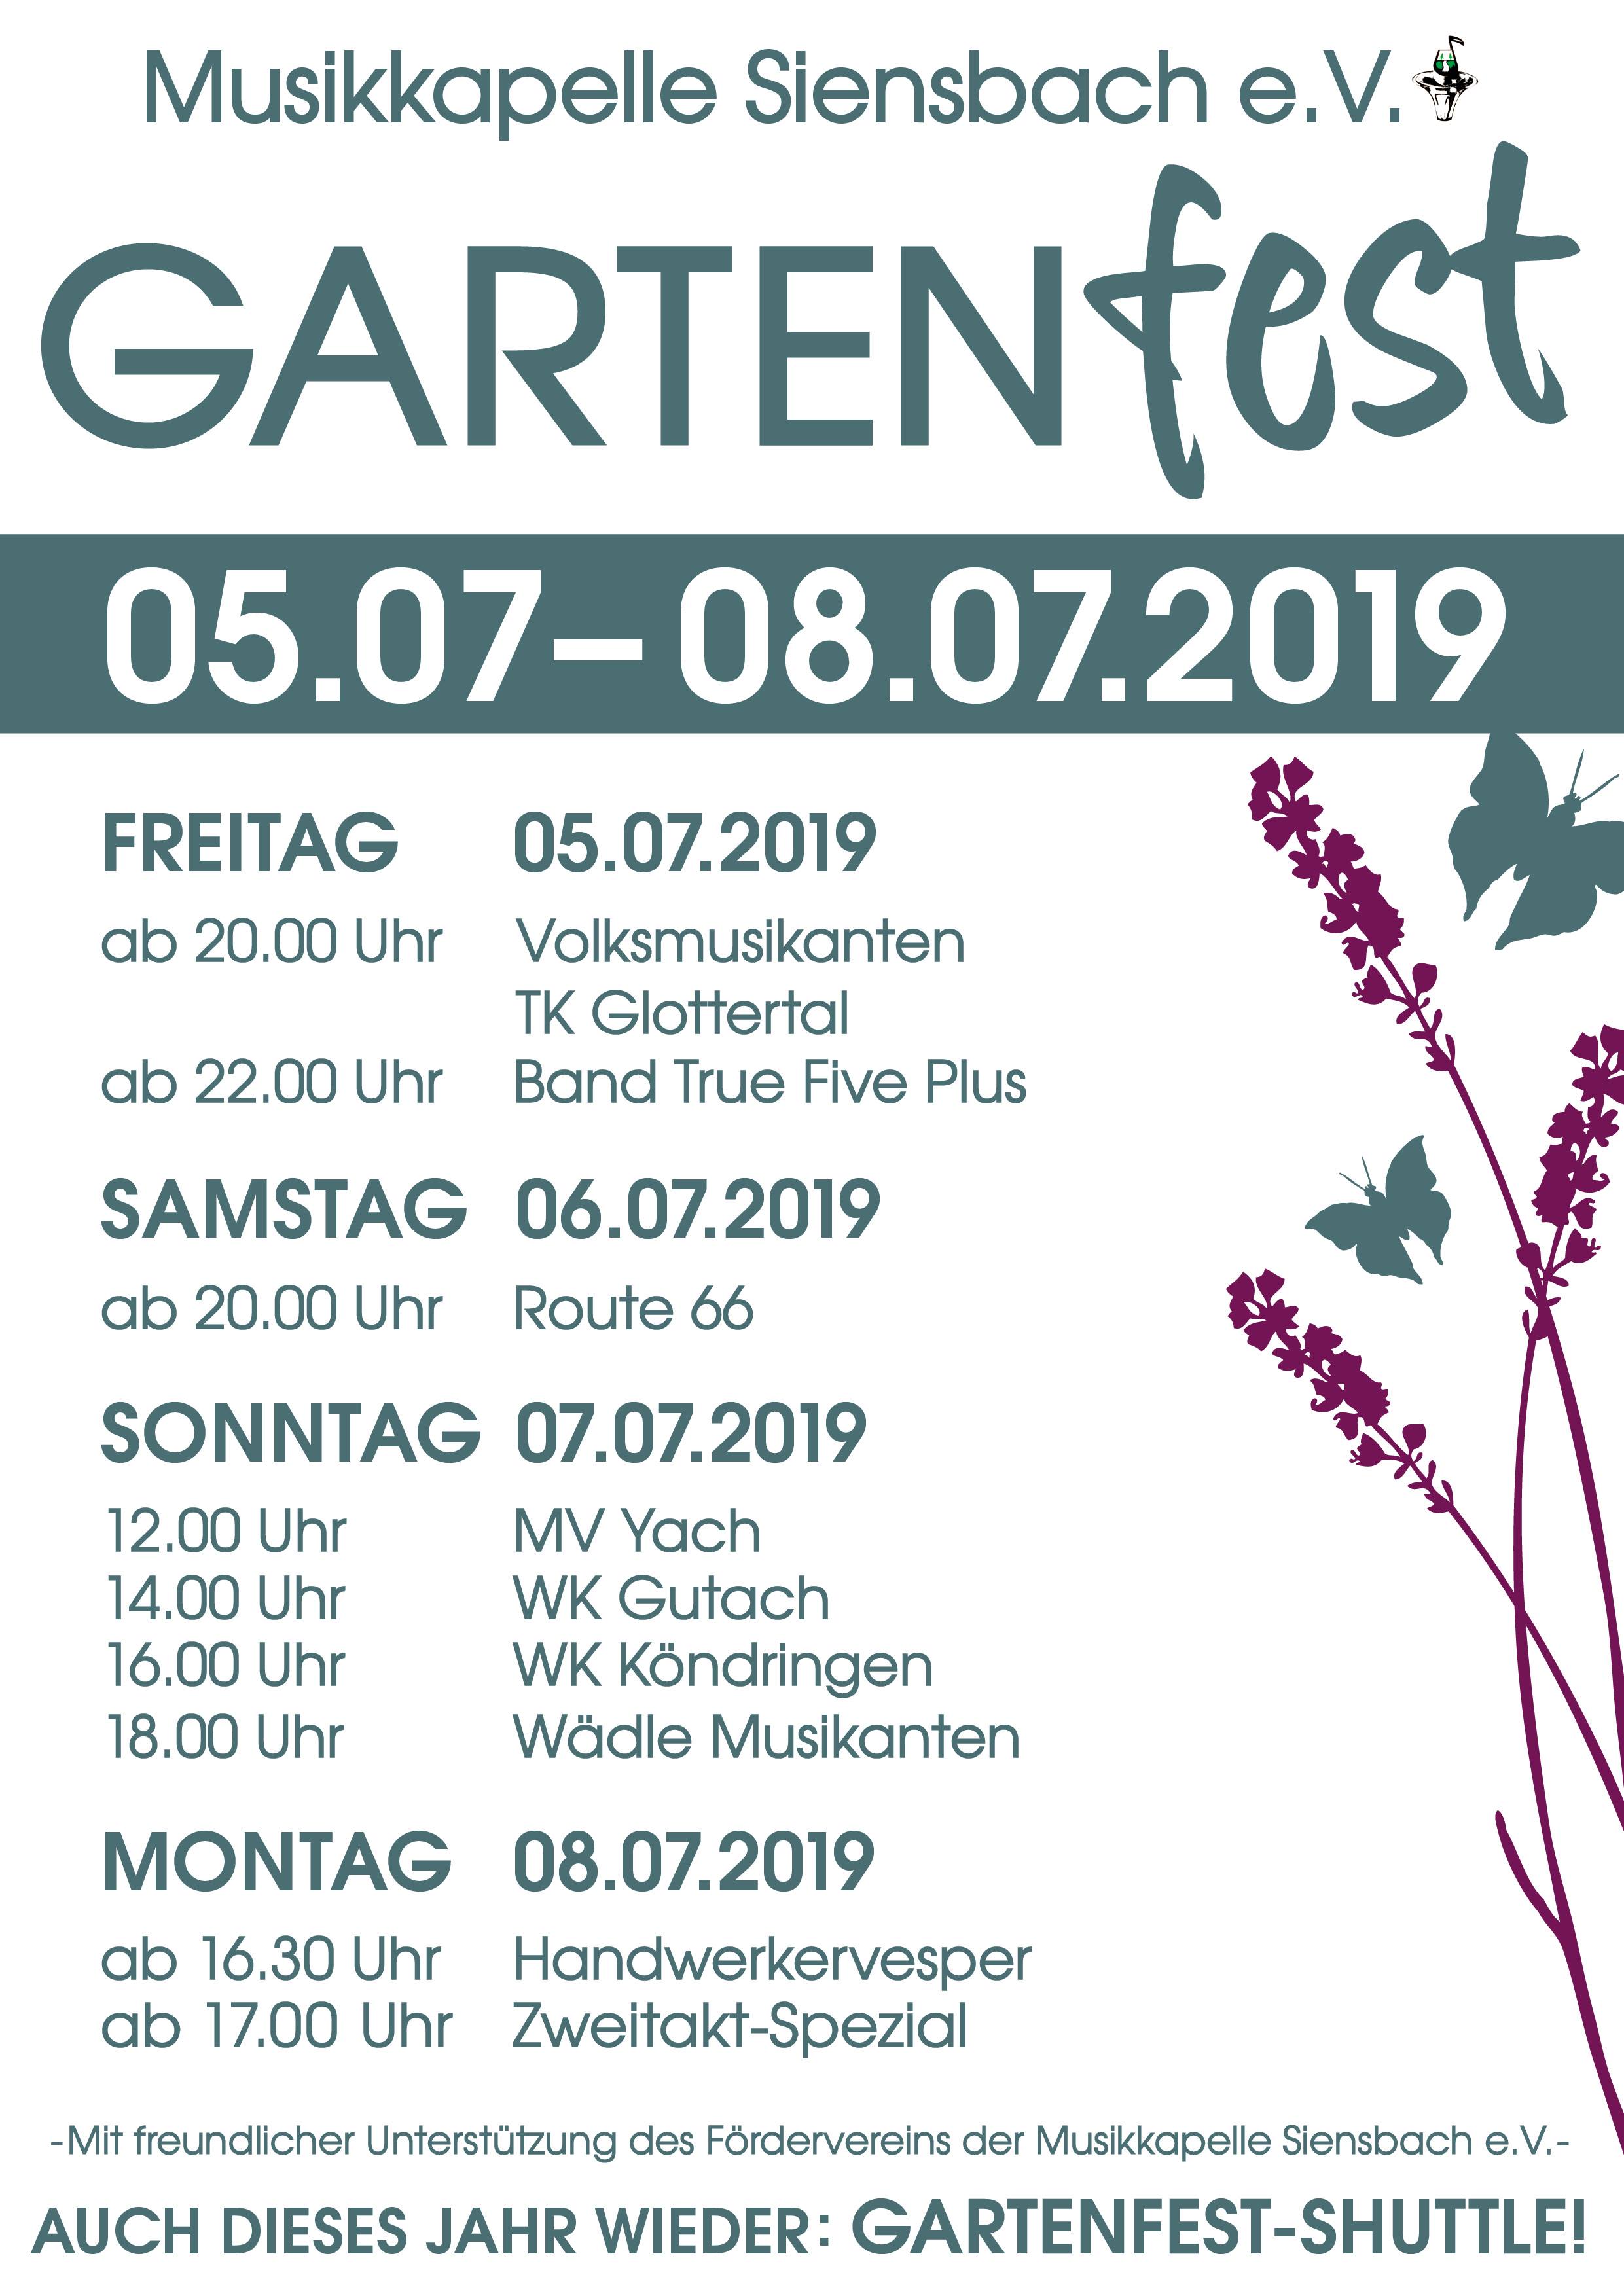 Musikkapelle Siensbach e.V.
GARTENfest
05.07–08.07.2019
FREITAG 05.07.2019
ab 20.00 Uhr Volksmusikanten
TK Glottertal
ab 22.00 Uhr Band True Five Plus
SAMSTAG 06.07.2019
ab 20.00 Uhr Route 66
SONNTAG 07.07.2019
12.00 Uhr MV Yach
14.00 Uhr WK Gutach
16.00 Uhr WK Köndringen
18.00 Uhr Wädle Musikanten
MONTAG 08.07.2019
ab 16.30 Uhr Handwerkervesper
ab 17.00 Uhr Zweitakt-Spezial
-Mit freundlicher Unterstützung des Fördervereins der Musikkapelle Siensbach e.V.-
AUCH DIESES JAHR WIEDER: GARTENFEST-SHUTTLE!